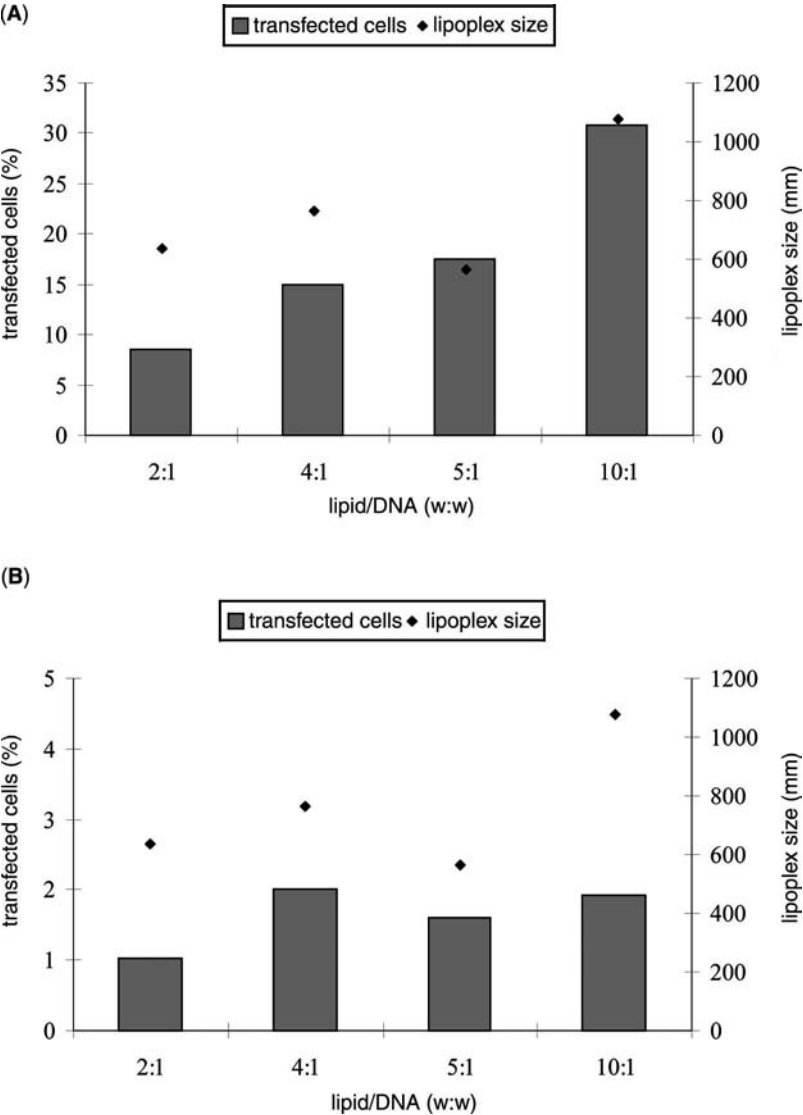 (A)
transfected cells lipoplex size
35 1200
30 1000
25 800
20 600
15 400
10 200
5
0 0
transfected cells (%)
lipoplex size (mm)
2:1 4:1 5:1 10:1
lipid/DNA (w:w)
(B)
transfected cells lipoplex size
5 1200
4 1000
3 800
2 600
1 400
0 200
0
transfected cells (%)
lipoplex size (mm)
2:1 4:1 5:1 10:1
lipid/DNA (w:w)